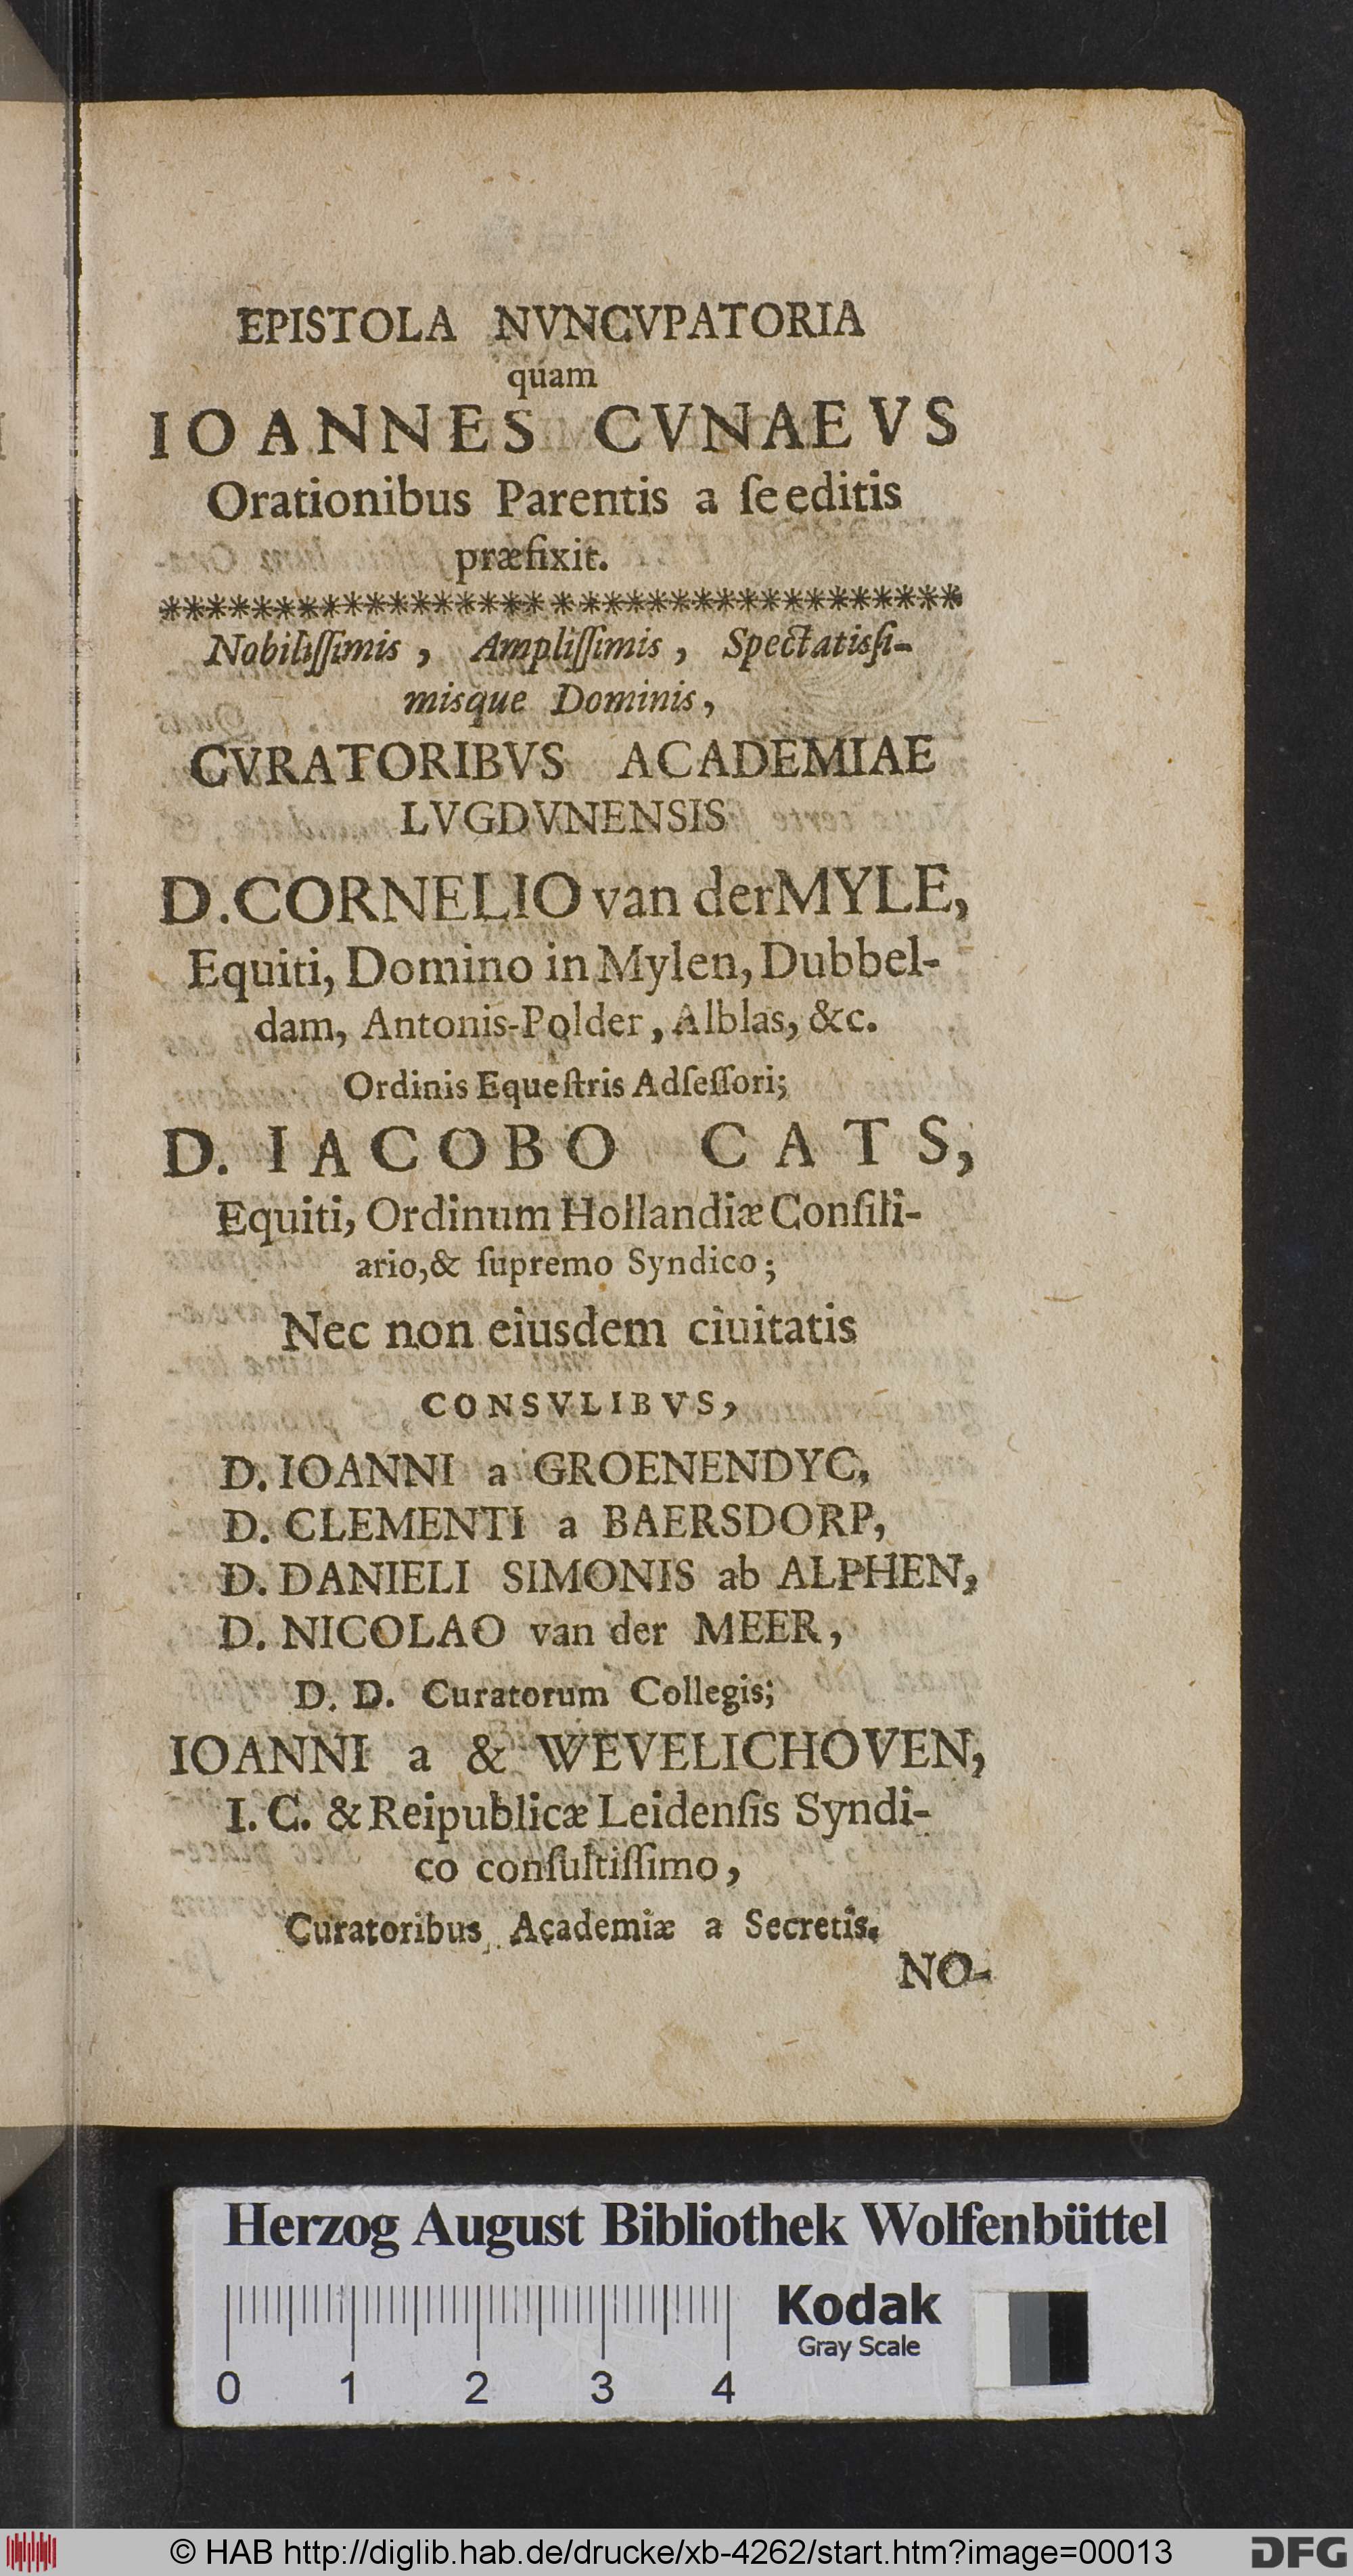 EPISTOLA NVNCVPATORIA
quam
IOANNES CVNAEVS
Orationibus Parentis a ſe editis
præfixit.
***********************************
Nobiliſſimis, Ampliſſimis, Spectatisſi-
misque Dominis,
CVRATORIBVS ACADEMIAE
LVGDVNENSIS
D. CORNELIO van der MYLE,
Equiti, Domino in Mylen, Dubbel-
dam, Antonis-Polder, Alblas, &c.
Ordinis Equeſtris Adſeſſori;
D. IACOBO CATS,
Equiti, Ordinum Hollandiæ Conſili-
ario, & ſupremo Syndico;
Nec non eiusdem ciuitatis
CONSVLIBVS,
D. IOANNI a GROENENDYC,
D. CLEMENTI a BAERSDORP,
D. DANIELI SIMONIS ab ALPHEN,
D. NICOLAO van der MEER,
D. D. Curatorum Collegis;
IOANNI a & WEVELICHOVEN,
I. C. & Reipublicæ Leidenſis Syndi-
co conſultiſſimo,
Curatoribus Academiæ a Secretis.
NO-
Herzog August Bibliothek Wolfenbüttel
Kodak
Gray Scale
0 1 2 3 4
© HAB http://diglib.hab.de/drucke/xb-4262/start.htm?image=00013
DFG